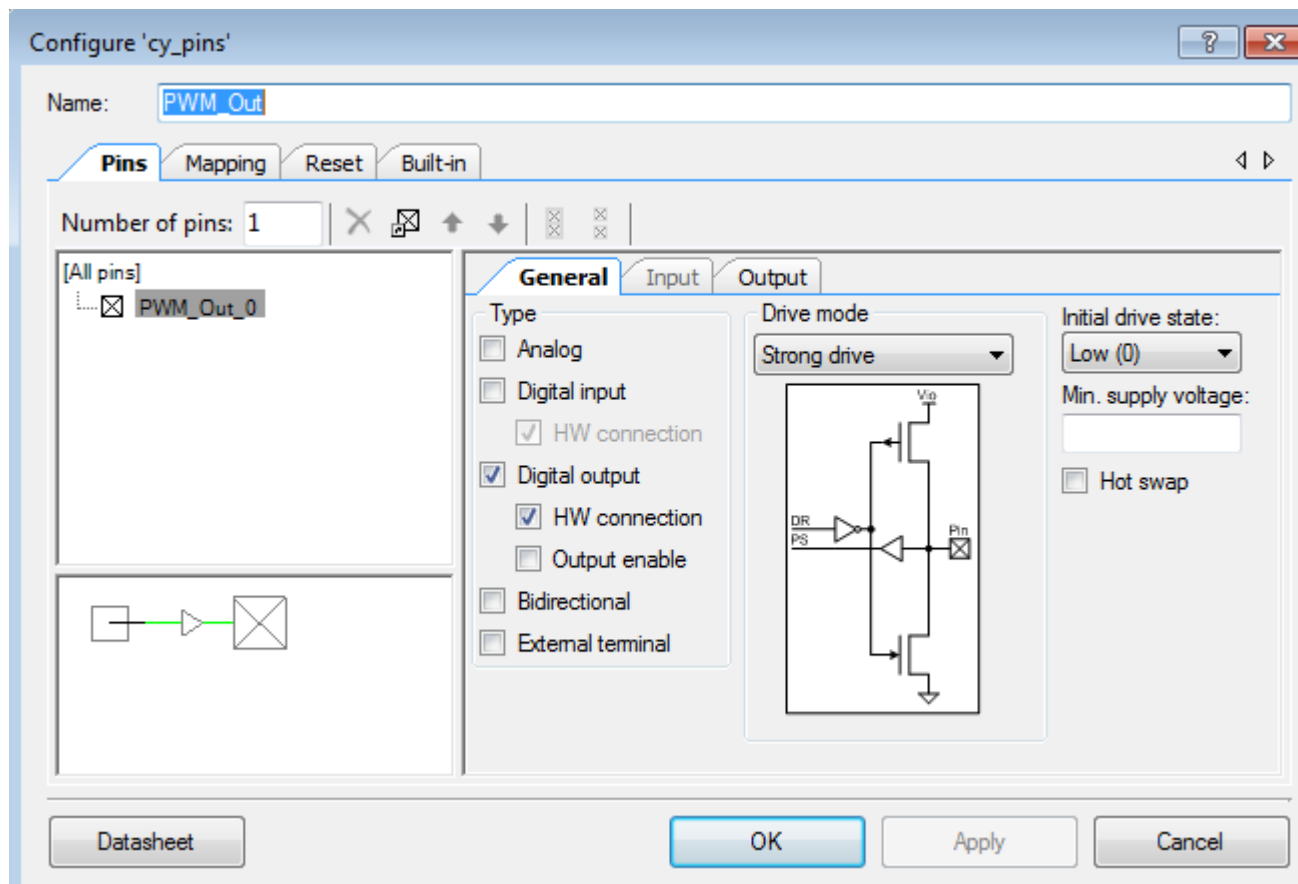 Configure 'cy_pins'
Name: PWM_Out
Pins Mapping Reset Built-in
Number of pins: 1
[All pins]
PWM_Out_0
General Input Output
Type
Analog
Digital input
HW connection
Digital output
HW connection
Output enable
Bidirectional
External terminal
Drive mode
Strong drive
Vio
DR
PS
Pin
Initial drive state:
Low (0)
Min. supply voltage:
Hot swap
Datasheet OK Apply Cancel